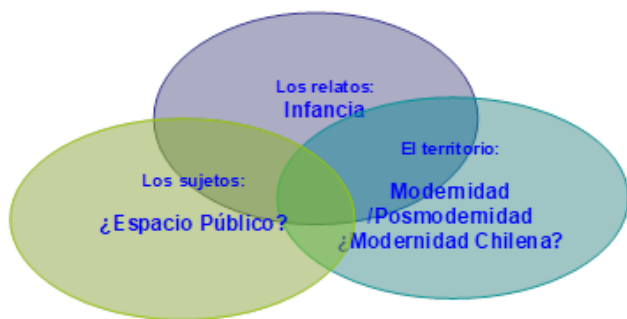 Los relatos:
Infancia
El territorio:
Modernidad
/Posmodernidad
¿Modernidad Chilena?
Los sujetos:
¿Espacio Público?